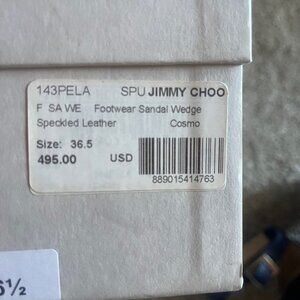 143PELA SPU JIMMY CHOO
F SA WE Footwear Sandal Wedge
Speckled Leather Cosmo
Size: 36.5
495.00 USD
889015414763
6½